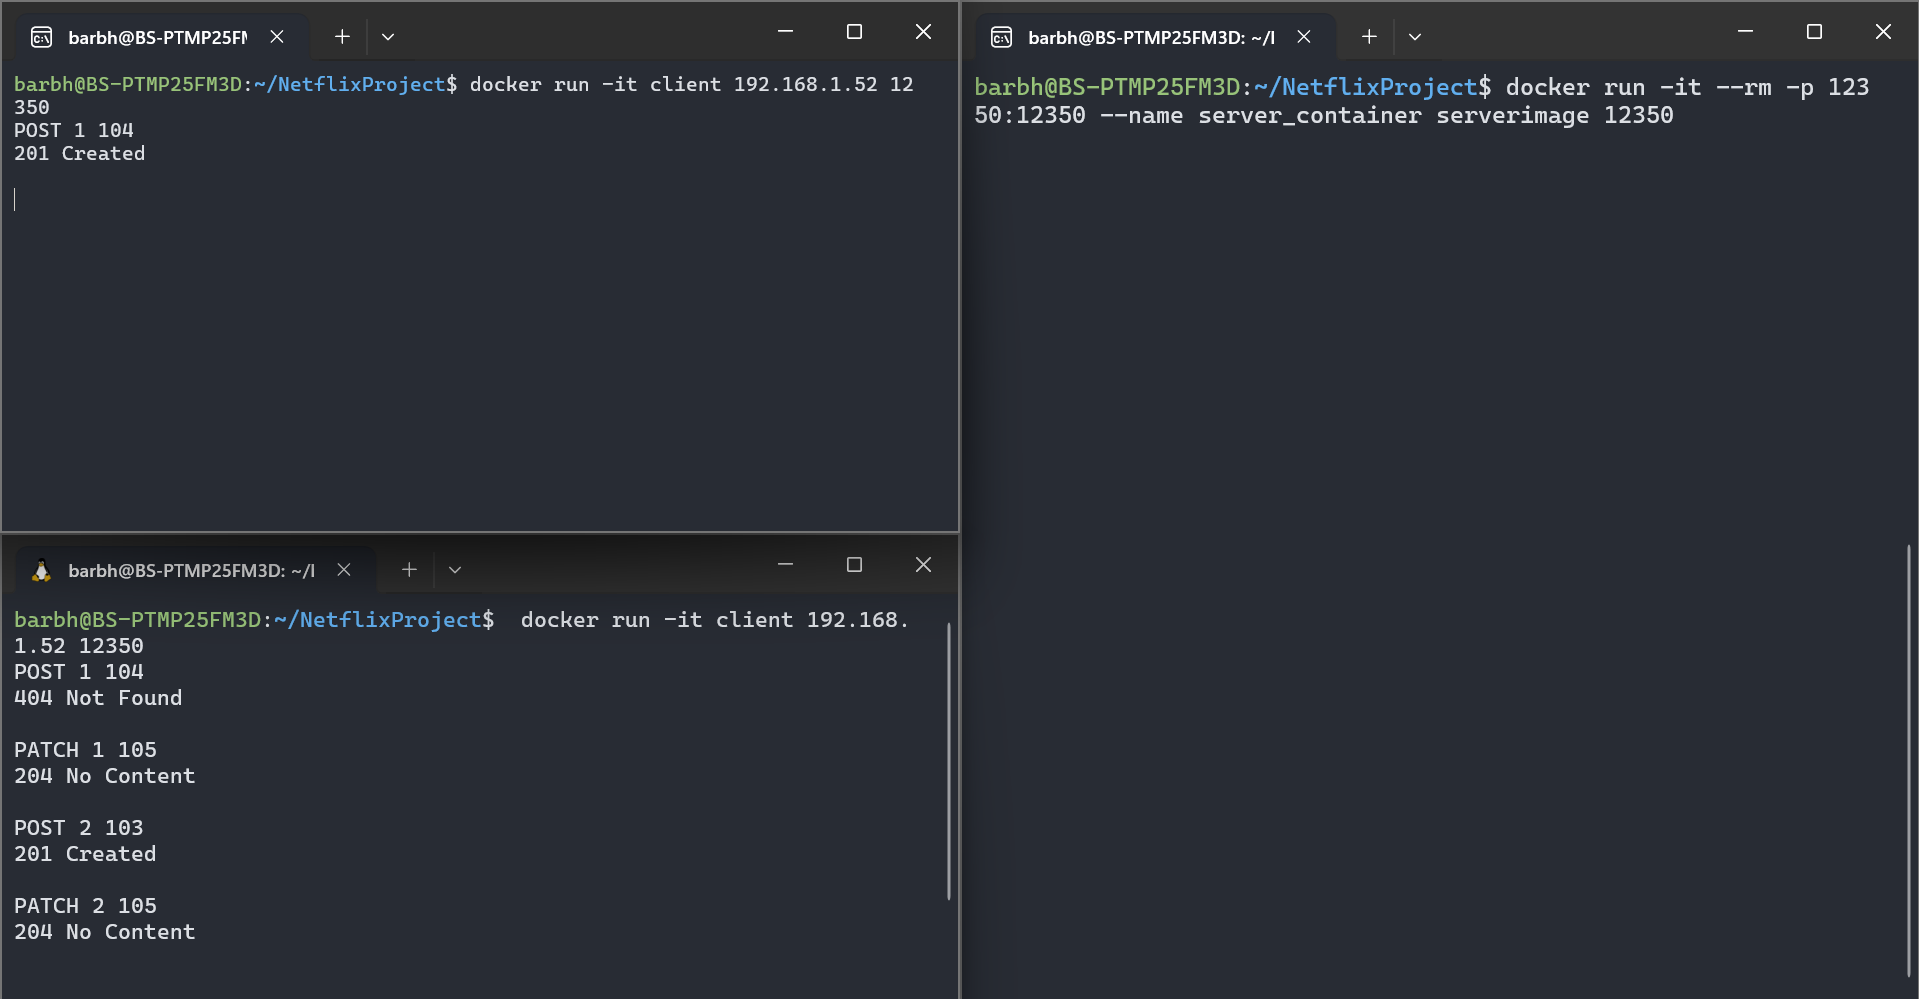 barbh@BS-PTMP25FM
barbh@BS-PTMP25FM3D:~/NetflixProject$ docker run -it client 192.168.1.52 12
350
POST 1 104
201 Created
barbh@BS-PTMP25FM3D: ~/
barbh@BS-PTMP25FM3D:~/NetflixProject$  docker run -it client 192.168.
1.52 12350
POST 1 104
404 Not Found
PATCH 1 105
204 No Content
POST 2 103
201 Created
PATCH 2 105
204 No Content
barbh@BS-PTMP25FM3D: ~/
barbh@BS-PTMP25FM3D:~/NetflixProject$ docker run -it --rm -p 123
50:12350 --name server_container serverimage 12350